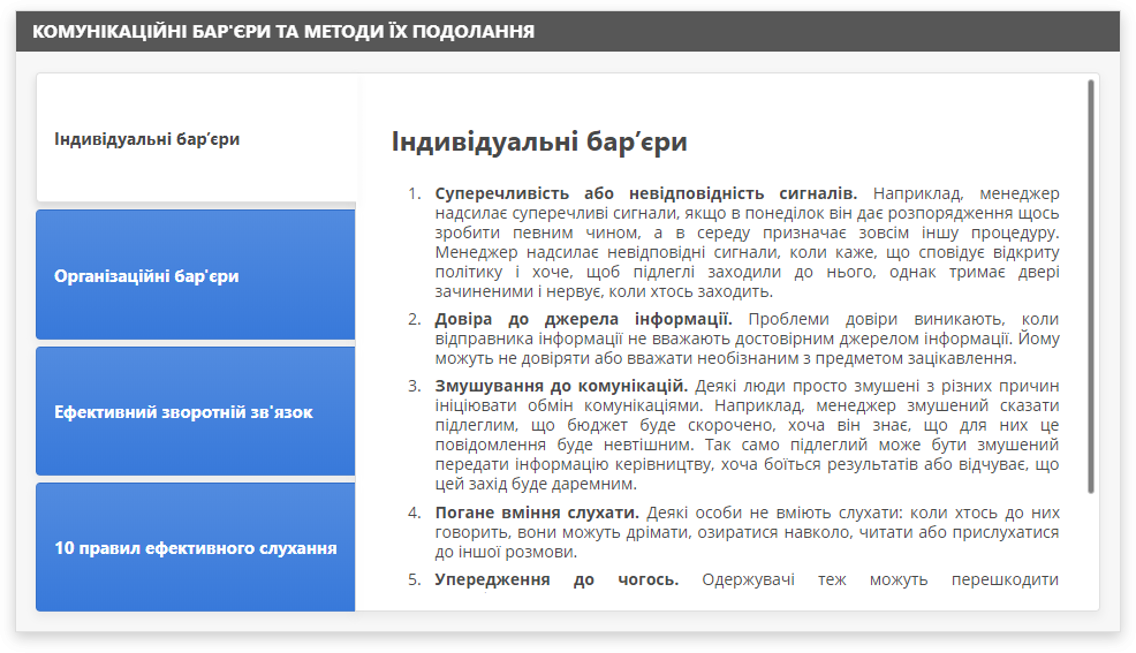 КОМУНІКАЦІЙНІ БАР'ЄРИ ТА МЕТОДИ ЇХ ПОДОЛАННЯ
Індивідуальні бар’єри
Організаційні бар'єри
Ефективний зворотній зв'язок
10 правил ефективного слухання
Індивідуальні бар’єри
1. Суперечливість або невідповідність сигналів. Наприклад, менеджер
надсилає суперечливі сигнали, якщо в понеділок він дає розпорядження щось
зробити певним чином, а в середу призначає зовсім іншу процедуру.
Менеджер надсилає невідповідні сигнали, коли каже, що сповідує відкриту
політику і хоче, щоб підлеглі заходили до нього, однак тримає двері
зачиненими і нервує, коли хтось заходить.
2. Довіра до джерела інформації. Проблеми довіри виникають, коли
відправника інформації не вважають достовірним джерелом інформації. Йому
можуть не довіряти або вважати необізнаним з предметом зацікавлення.
3. Змушування до комунікацій. Деякі люди просто змушені з різних причин
ініціювати обмін комунікаціями. Наприклад, менеджер змушений сказати
підлеглим, що бюджет буде скорочено, хоча він знає, що для них це
повідомлення буде невтішним. Так само підлеглий може бути змушений
передати інформацію керівництву, хоча боїться результатів або відчуває, що
цей захід буде даремним.
4. Погане вміння слухати. Деякі особи не вміють слухати: коли хтось до них
говорить, вони можуть дрімати, озиратися навколо, читати або прислухатися
до іншої розмови.
5. Упередження до чогось. Одержувачі теж можуть перешкодити